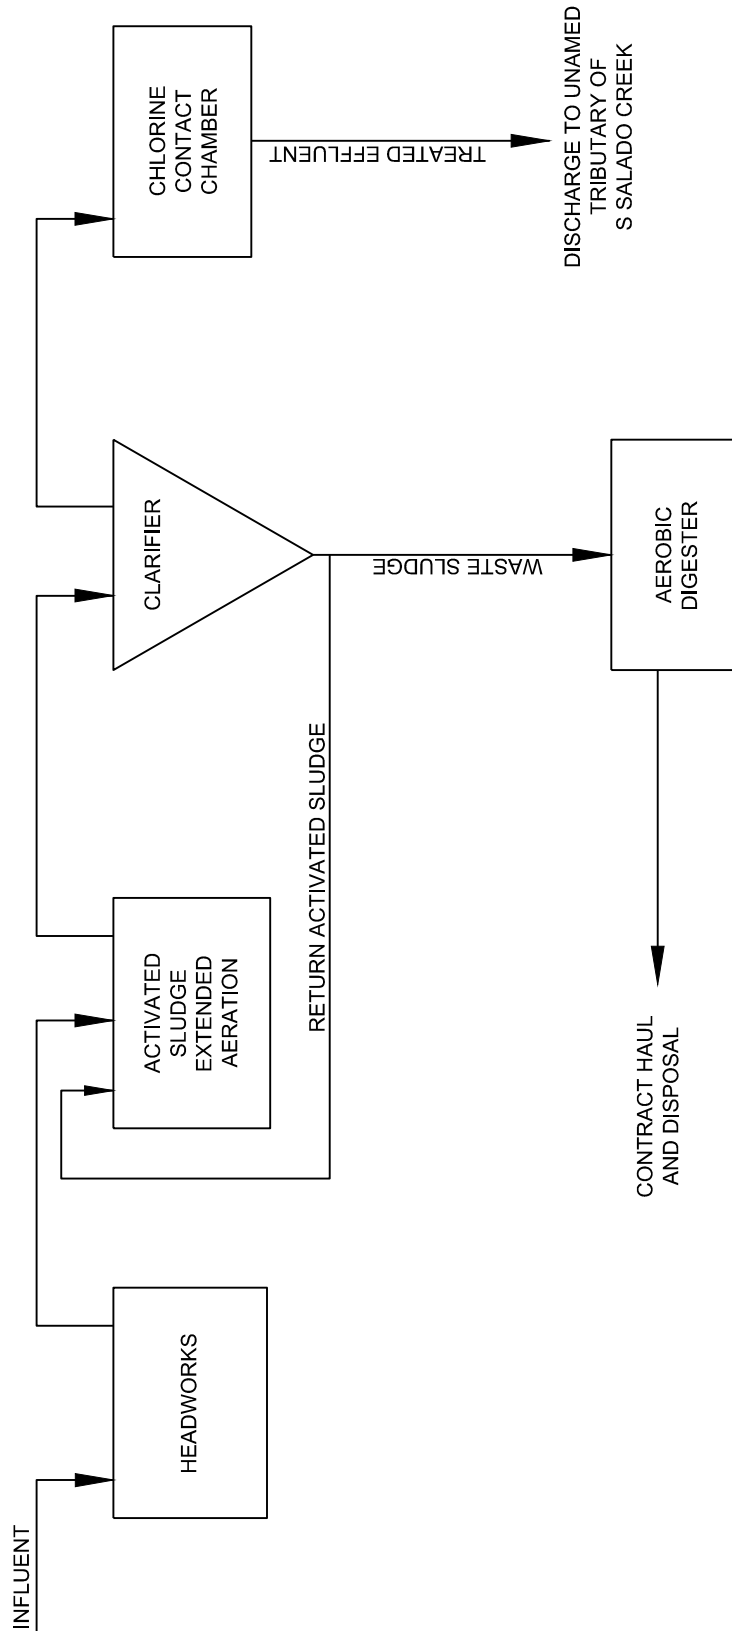 INFLUENT
HEADWORKS
ACTIVATED
SLUDGE
EXTENDED
AERATION
RETURN ACTIVATED SLUDGE
CLARIFIER
WASTE SLUDGE
CHLORINE
CONTACT
CHAMBER
TREATED EFFLUENT
DISCHARGE TO UNAMED
TRIBUTARY OF
S SALADO CREEK
AEROBIC
DIGESTER
CONTRACT HAUL
AND DISPOSAL